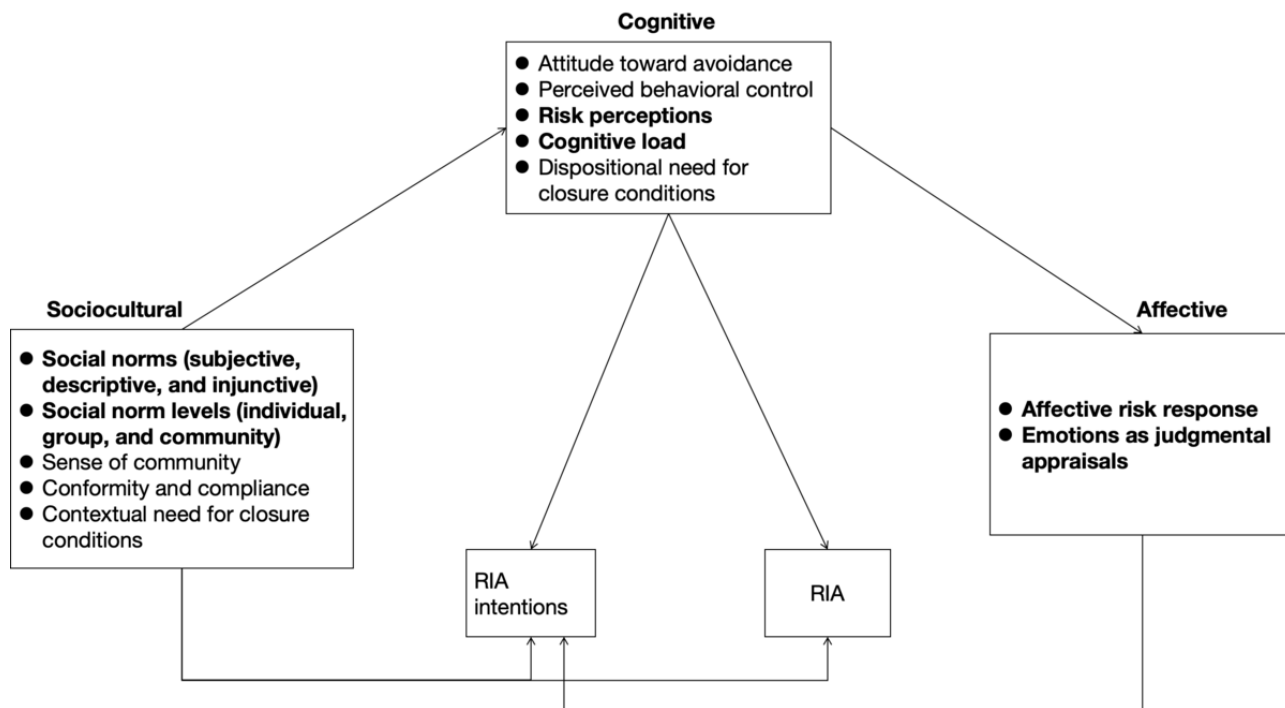 Cognitive
● Attitude toward avoidance
● Perceived behavioral control
● Risk perceptions
● Cognitive load
● Dispositional need for
closure conditions
Sociocultural
● Social norms (subjective,
descriptive, and injunctive)
● Social norm levels (individual,
group, and community)
● Sense of community
● Conformity and compliance
● Contextual need for closure
conditions
Affective
● Affective risk response
● Emotions as judgmental
appraisals
RIA
intentions
RIA